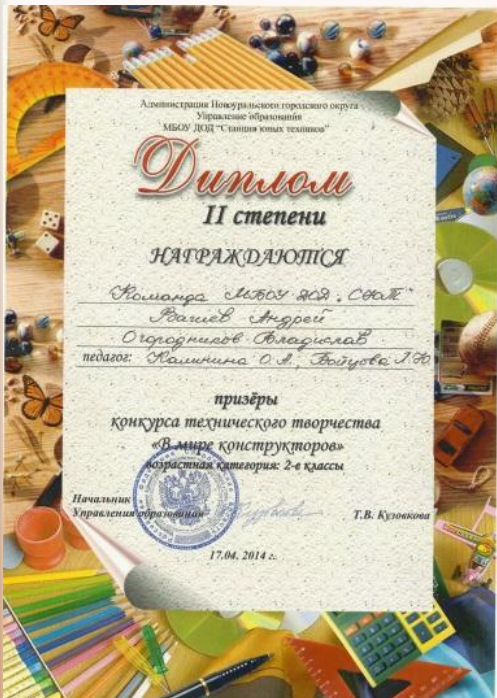 Администрация Новоуральского городского округа
Управление образования
МБОУ ДОД "Станция юных техников"
Диплом
II степени
НАГРАЖДАЮТСЯ
Команда МБОУ ДОД „СЮТ"
Андрей
Огородников Владислав
педагог: Калинина О.А., Бойцова Л.Ю.
призёры
конкурса технического творчества
«В мире конструкторов»
возрастная категория: 2-е классы
Начальник
Управления образования
Т.В. Кузовкова
17.04. 2014 г.